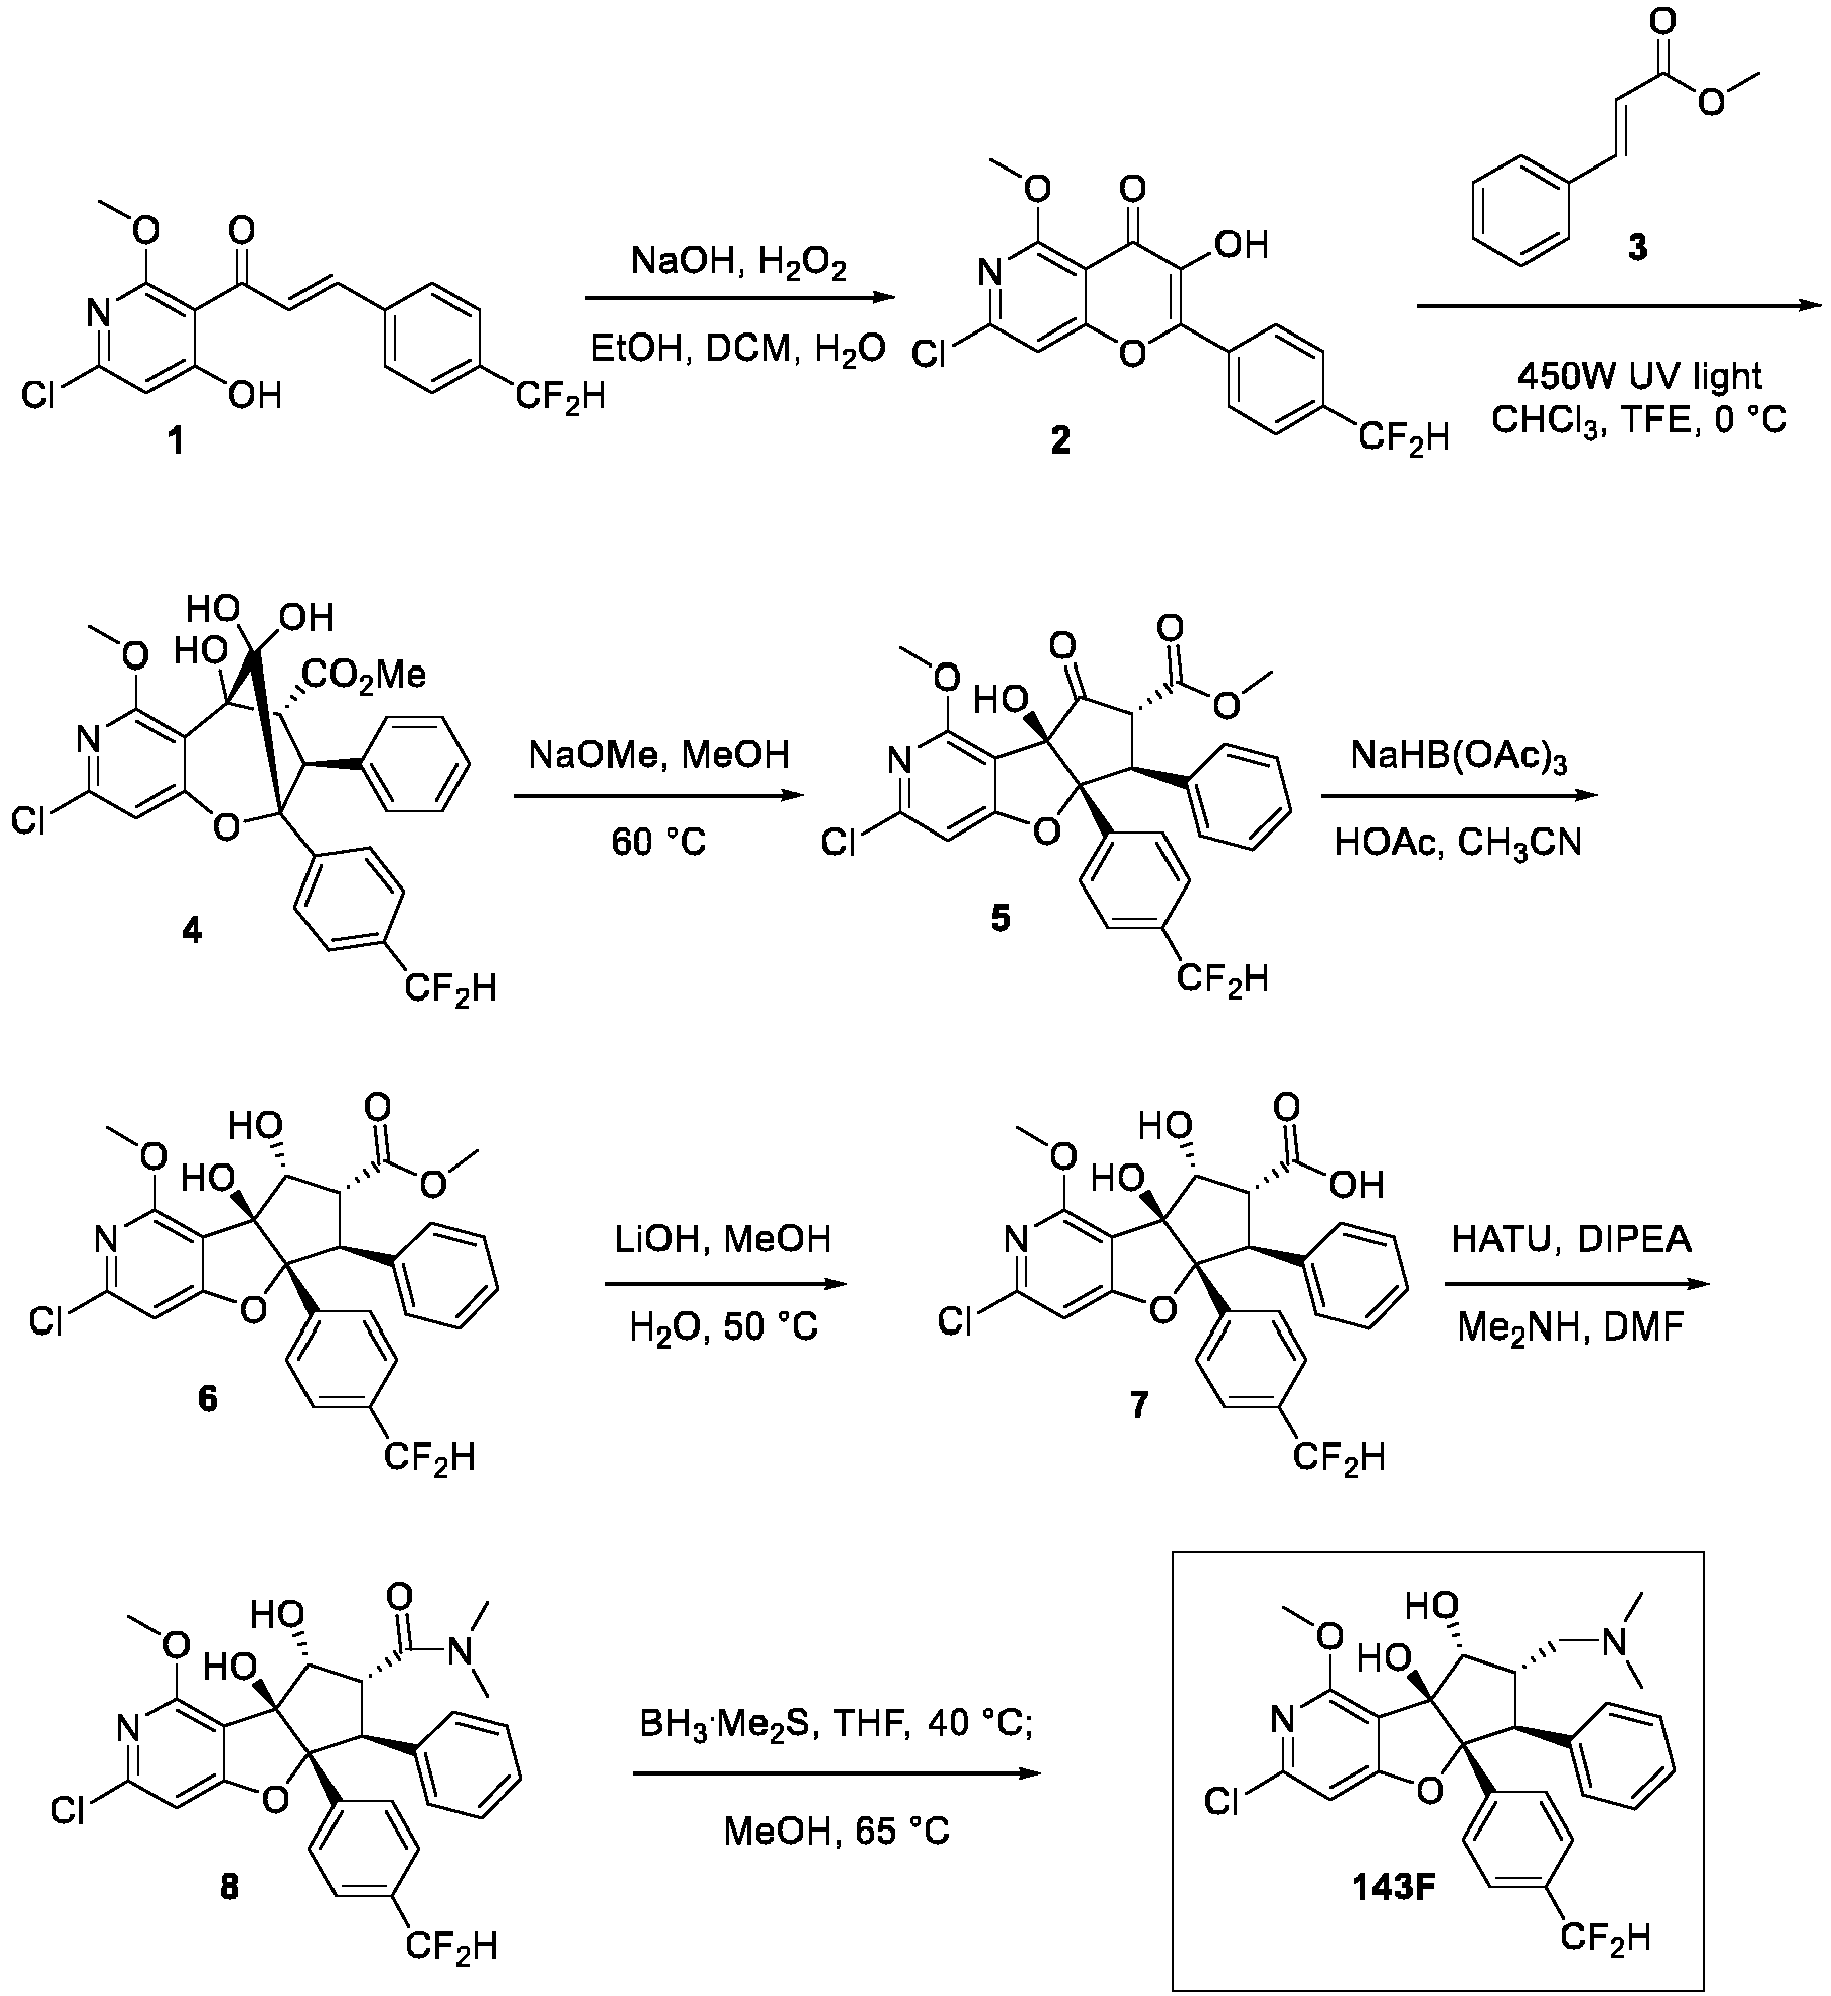 O
O
3
O
N
Cl
O
OH
CF2H
1
NaOH, H2O2
EtOH, DCM, H2O
O
N
Cl
O
OH
O
CF2H
2
450W UV light
CHCl3, TFE, 0 °C
HO
OH
HO
CO2Me
O
N
Cl
O
CF2H
4
NaOMe, MeOH
60 °C
O
O
O
HO
O
N
Cl
O
CF2H
5
NaHB(OAc)3
HOAc, CH3CN
HO
O
O
HO
O
N
Cl
O
CF2H
6
LiOH, MeOH
H2O, 50 °C
HO
O
OH
HO
O
N
Cl
O
CF2H
7
HATU, DIPEA
Me2NH, DMF
HO
O
N
HO
O
N
Cl
O
CF2H
8
BH3·Me2S, THF, 40 °C;
MeOH, 65 °C
HO
N
HO
O
N
Cl
O
143F
CF2H